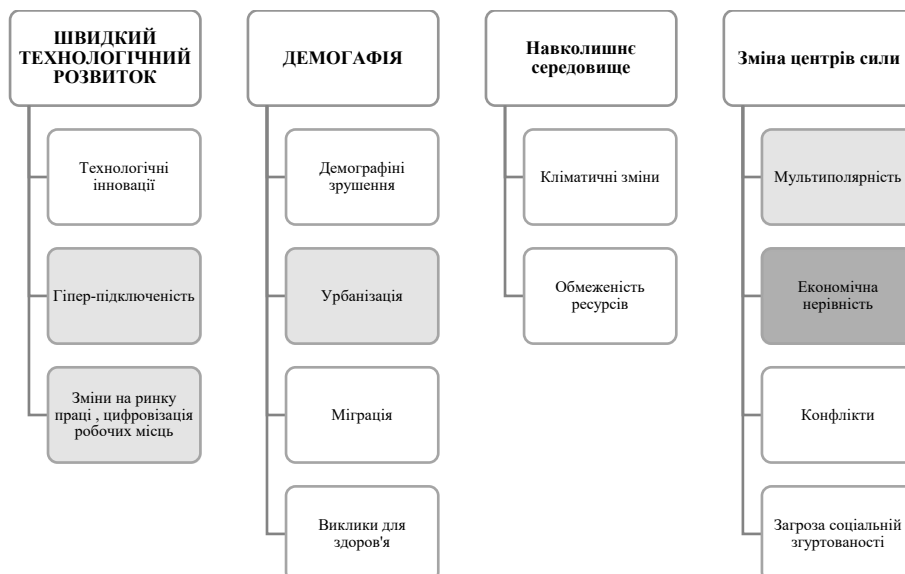 ШВИДКИЙ
ТЕХНОЛОГІЧНИЙ
РОЗВИТОК
Технологічні
інновації
Гіпер-підключеність
Зміни на ринку
праці , цифровізація
робочих місць
ДЕМОГАФІЯ
Демографіні
зрушення
Урбанізація
Міграція
Виклики для
здоров'я
Навколишнє
середовище
Кліматичні зміни
Обмеженість
ресурсів
Зміна центрів сили
Мультиполярність
Економічна
нерівність
Конфлікти
Загроза соціальній
згуртованості